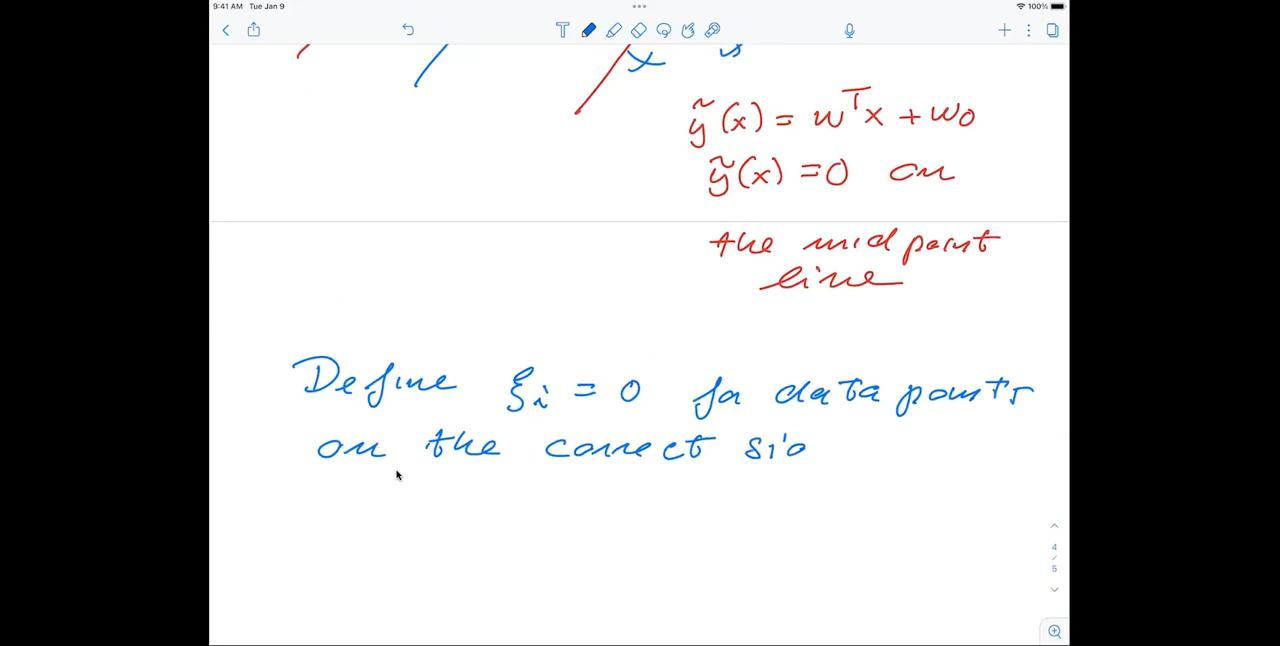 9:41 AM Tue Jan 9
100%
T
x
ỹ(x) = wᵀx + w₀
ỹ(x) = 0 on
the midpoint
line
Define ξᵢ = 0 for data points
on the correct sid
4
5